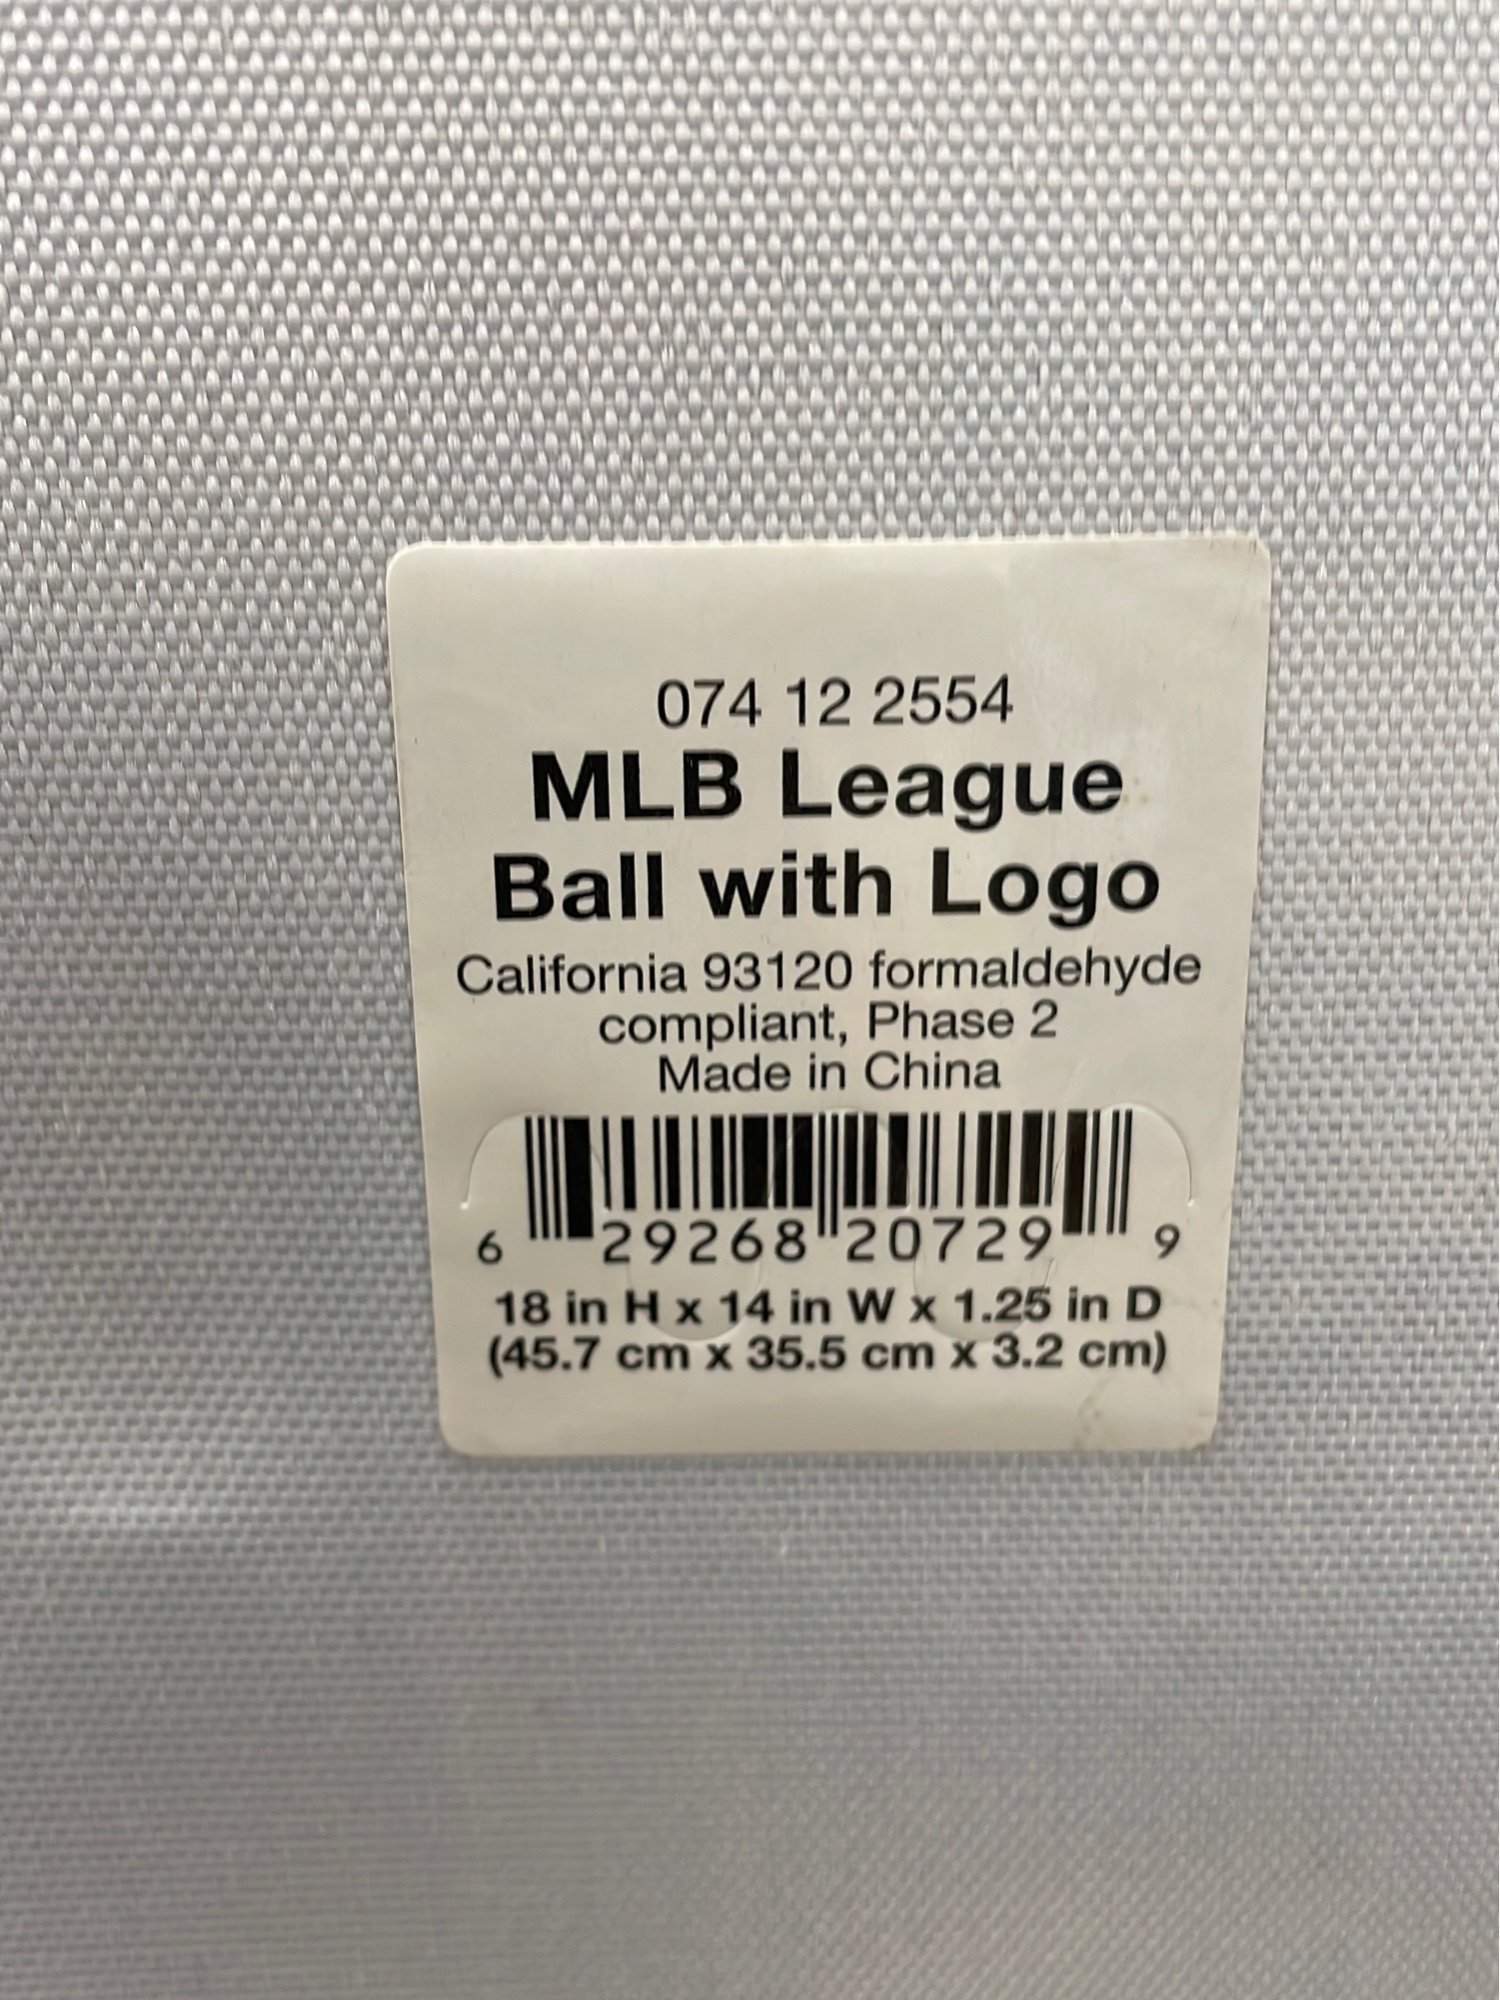 074 12 2554
MLB League
Ball with Logo
California 93120 formaldehyde
compliant, Phase 2
Made in China
6 29268 20729 9
18 in H x 14 in W x 1.25 in D
(45.7 cm x 35.5 cm x 3.2 cm)